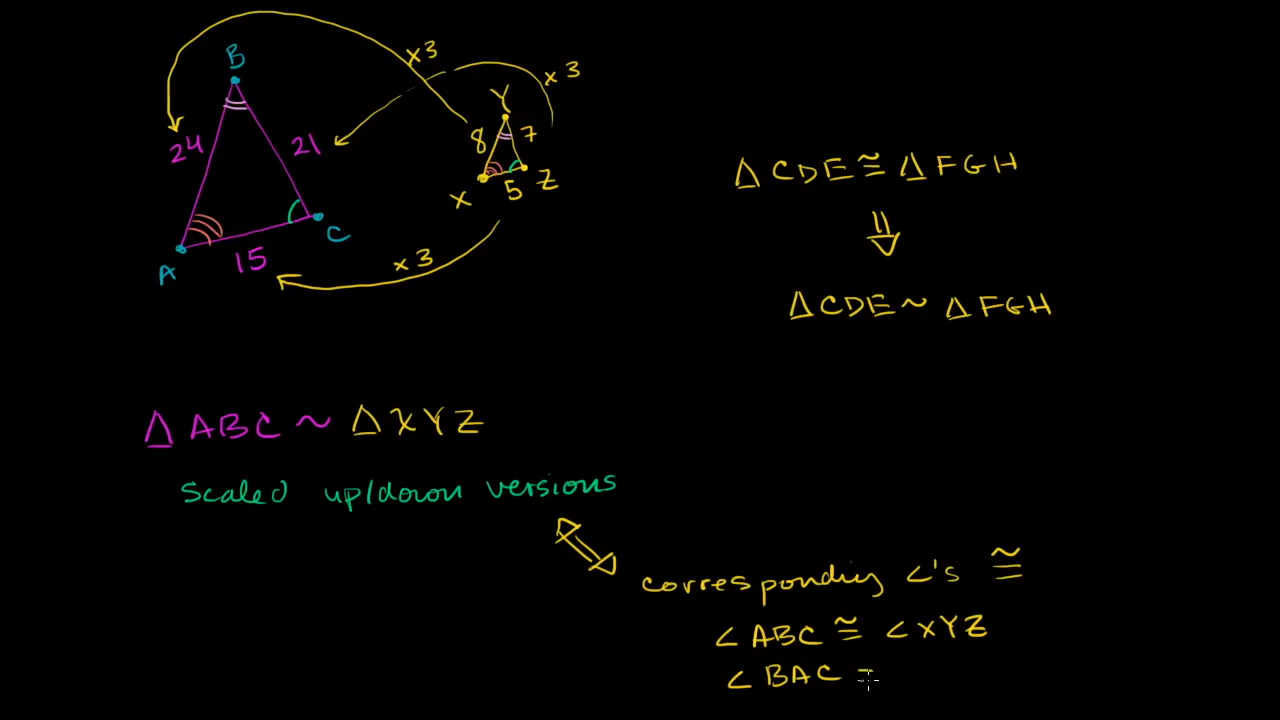 B
x3
x3
Y
24
21
8
7
X
5
Z
A
15
C
x3
Δ CDE ≅ Δ FGH
⇓
Δ CDE ~ Δ FGH
Δ ABC ~ Δ XYZ
Scaled up/down versions
corresponding ∠'s ≅
∠ ABC ≅ ∠ XYZ
∠ BAC